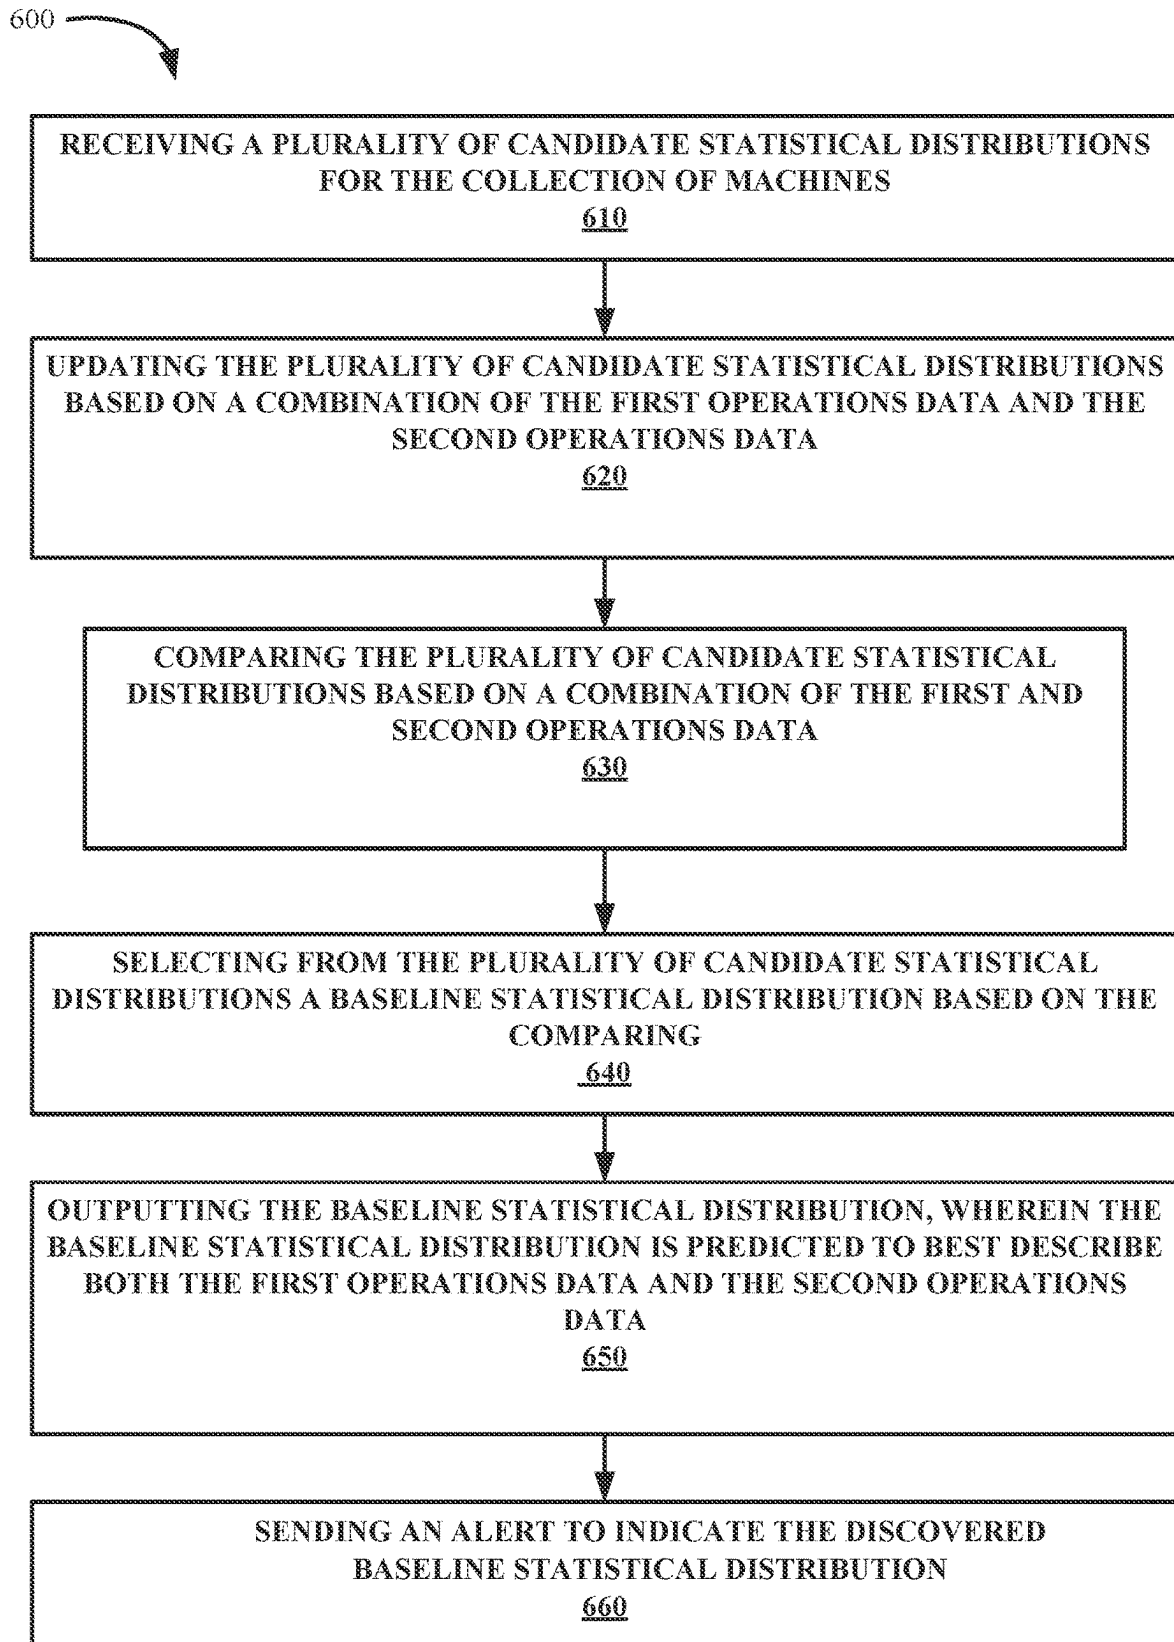 600
RECEIVING A PLURALITY OF CANDIDATE STATISTICAL DISTRIBUTIONS
FOR THE COLLECTION OF MACHINES
610
UPDATING THE PLURALITY OF CANDIDATE STATISTICAL DISTRIBUTIONS
BASED ON A COMBINATION OF THE FIRST OPERATIONS DATA AND THE
SECOND OPERATIONS DATA
620
COMPARING THE PLURALITY OF CANDIDATE STATISTICAL
DISTRIBUTIONS BASED ON A COMBINATION OF THE FIRST AND
SECOND OPERATIONS DATA
630
SELECTING FROM THE PLURALITY OF CANDIDATE STATISTICAL
DISTRIBUTIONS A BASELINE STATISTICAL DISTRIBUTION BASED ON THE
COMPARING
640
OUTPUTTING THE BASELINE STATISTICAL DISTRIBUTION, WHEREIN THE
BASELINE STATISTICAL DISTRIBUTION IS PREDICTED TO BEST DESCRIBE
BOTH THE FIRST OPERATIONS DATA AND THE SECOND OPERATIONS
DATA
650
SENDING AN ALERT TO INDICATE THE DISCOVERED
BASELINE STATISTICAL DISTRIBUTION
660